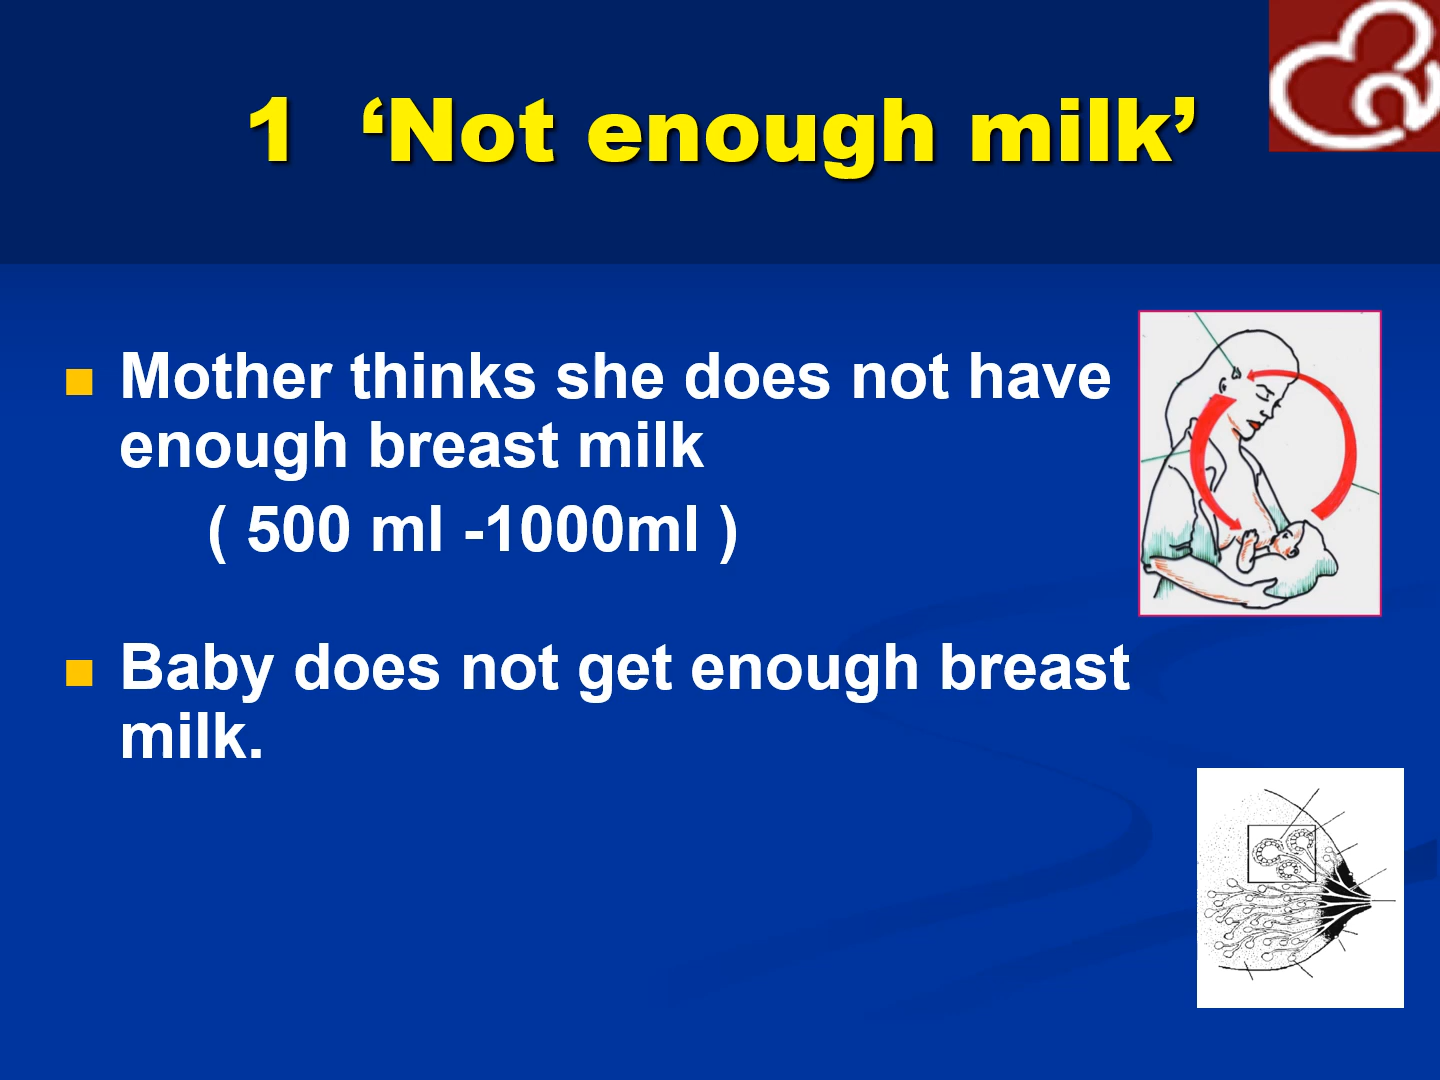 1 ‘Not enough milk’
Mother thinks she does not have
enough breast milk
( 500 ml -1000ml )
Baby does not get enough breast
milk.